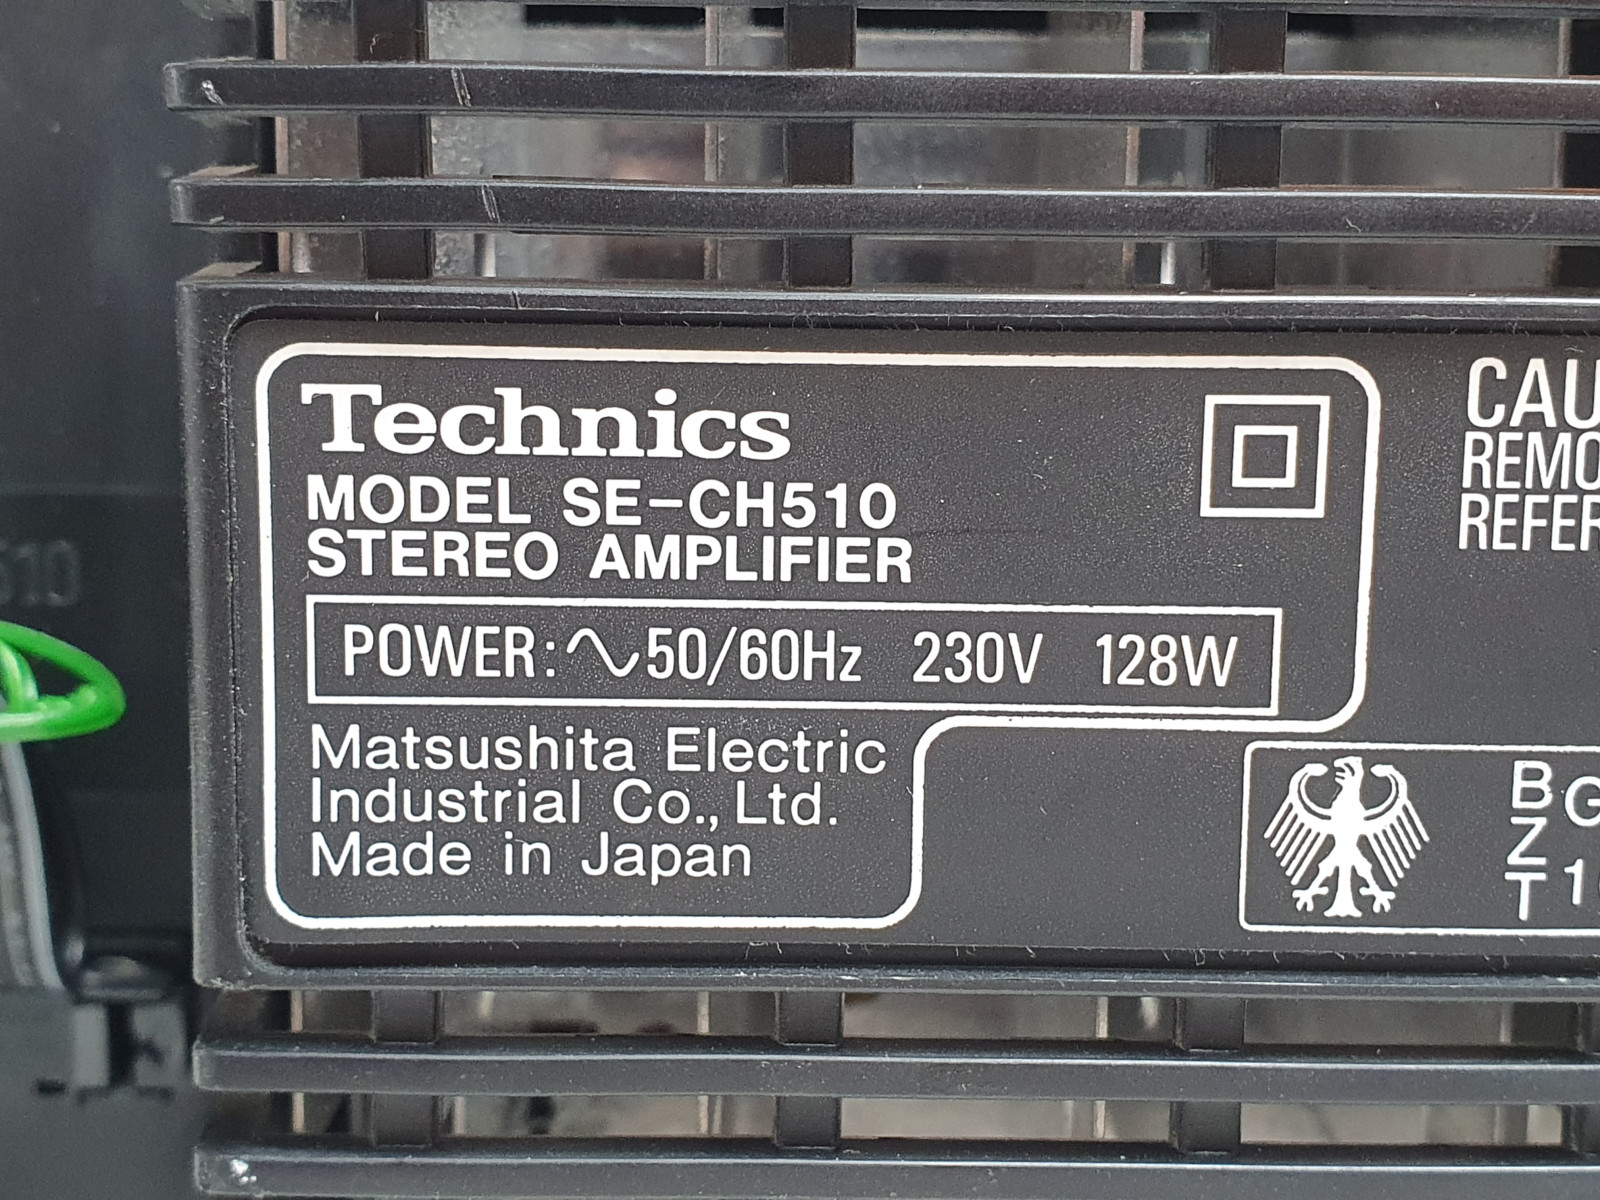 Technics
MODEL SE-CH510
STEREO AMPLIFIER
POWER: ∿50/60Hz 230V 128W
Matsushita Electric
Industrial Co., Ltd.
Made in Japan
510
B
Z
T